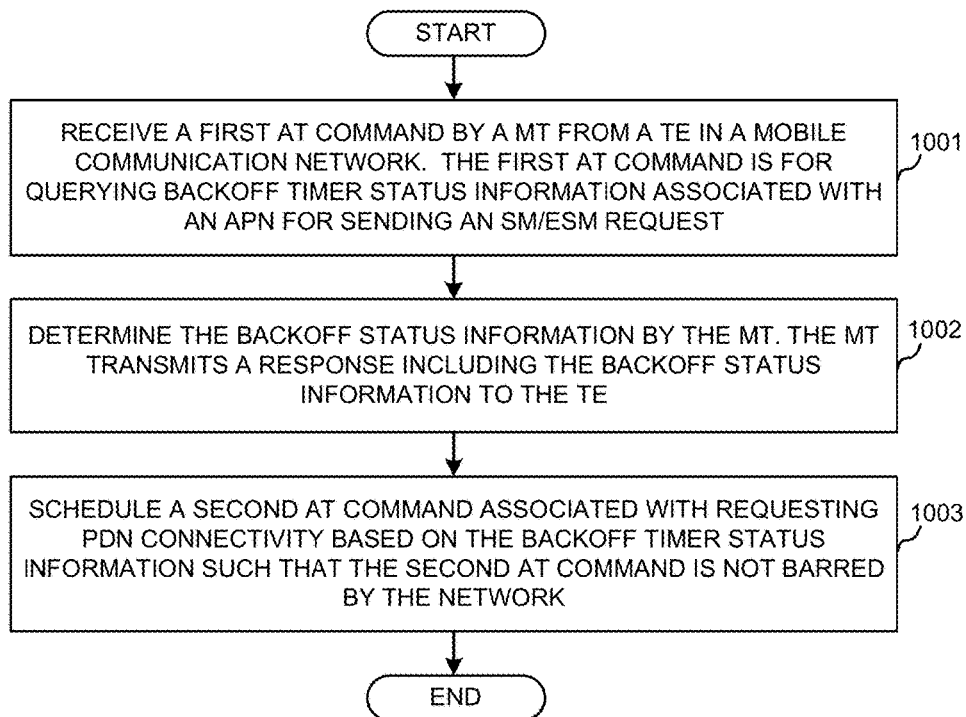 START
RECEIVE A FIRST AT COMMAND BY A MT FROM A TE IN A MOBILE
COMMUNICATION NETWORK. THE FIRST AT COMMAND IS FOR
QUERYING BACKOFF TIMER STATUS INFORMATION ASSOCIATED WITH
AN APN FOR SENDING AN SM/ESM REQUEST
1001
DETERMINE THE BACKOFF STATUS INFORMATION BY THE MT. THE MT
TRANSMITS A RESPONSE INCLUDING THE BACKOFF STATUS
INFORMATION TO THE TE
1002
SCHEDULE A SECOND AT COMMAND ASSOCIATED WITH REQUESTING
PDN CONNECTIVITY BASED ON THE BACKOFF TIMER STATUS
INFORMATION SUCH THAT THE SECOND AT COMMAND IS NOT BARRED
BY THE NETWORK
1003
END